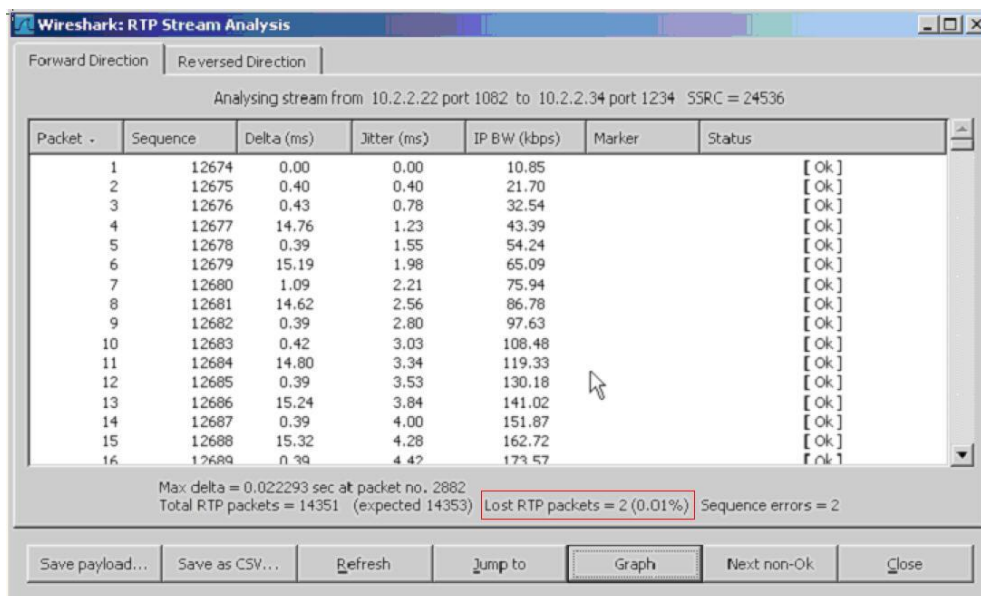 Wireshark: RTP Stream Analysis
Forward Direction Reversed Direction
Analysing stream from 10.2.2.22 port 1082 to 10.2.2.34 port 1234 SSRC = 24536
Packet Sequence Delta (ms) Jitter (ms) IP BW (kbps) Marker Status
1 12674 0.00 0.00 10.85 [ Ok ]
2 12675 0.40 0.40 21.70 [ Ok ]
3 12676 0.43 0.78 32.54 [ Ok ]
4 12677 14.76 1.23 43.39 [ Ok ]
5 12678 0.39 1.55 54.24 [ Ok ]
6 12679 15.19 1.98 65.09 [ Ok ]
7 12680 1.09 2.21 75.94 [ Ok ]
8 12681 14.62 2.56 86.78 [ Ok ]
9 12682 0.39 2.80 97.63 [ Ok ]
10 12683 0.42 3.03 108.48 [ Ok ]
11 12684 14.80 3.34 119.33 [ Ok ]
12 12685 0.39 3.53 130.18 [ Ok ]
13 12686 15.24 3.84 141.02 [ Ok ]
14 12687 0.39 4.00 151.87 [ Ok ]
15 12688 15.32 4.28 162.72 [ Ok ]
16 12689 0.39 4.42 173.57 [ Ok ]
Max delta = 0.022293 sec at packet no. 2882
Total RTP packets = 14351 (expected 14353) Lost RTP packets = 2 (0.01%) Sequence errors = 2
Save payload... Save as CSV... Refresh Jump to Graph Next non-Ok Close